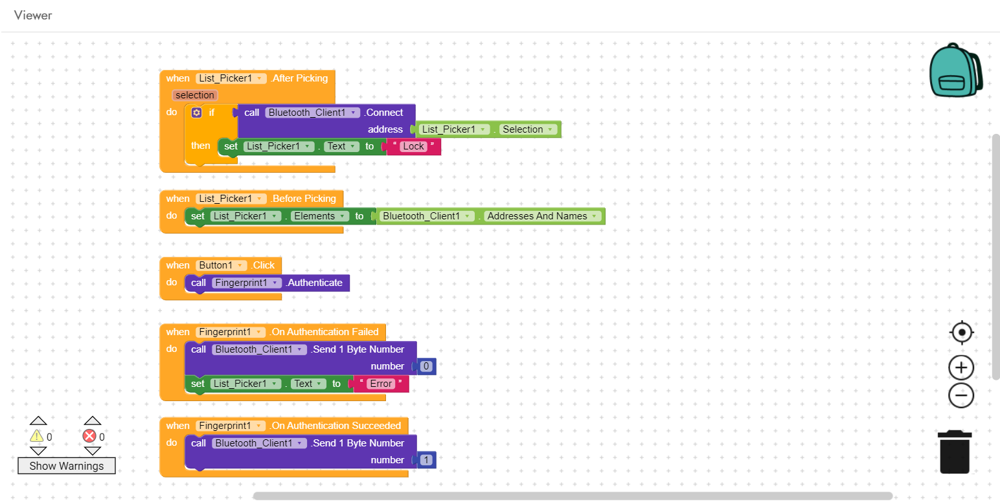 Viewer
when List_Picker1 .After Picking
selection
do if call Bluetooth_Client1 .Connect
address List_Picker1 . Selection
then set List_Picker1 . Text to “ Lock ”
when List_Picker1 .Before Picking
do set List_Picker1 . Elements to Bluetooth_Client1 . Addresses And Names
when Button1 .Click
do call Fingerprint1 .Authenticate
when Fingerprint1 .On Authentication Failed
do call Bluetooth_Client1 .Send 1 Byte Number
number 0
set List_Picker1 . Text to “ Error ”
when Fingerprint1 .On Authentication Succeeded
do call Bluetooth_Client1 .Send 1 Byte Number
number 1
0 0
Show Warnings